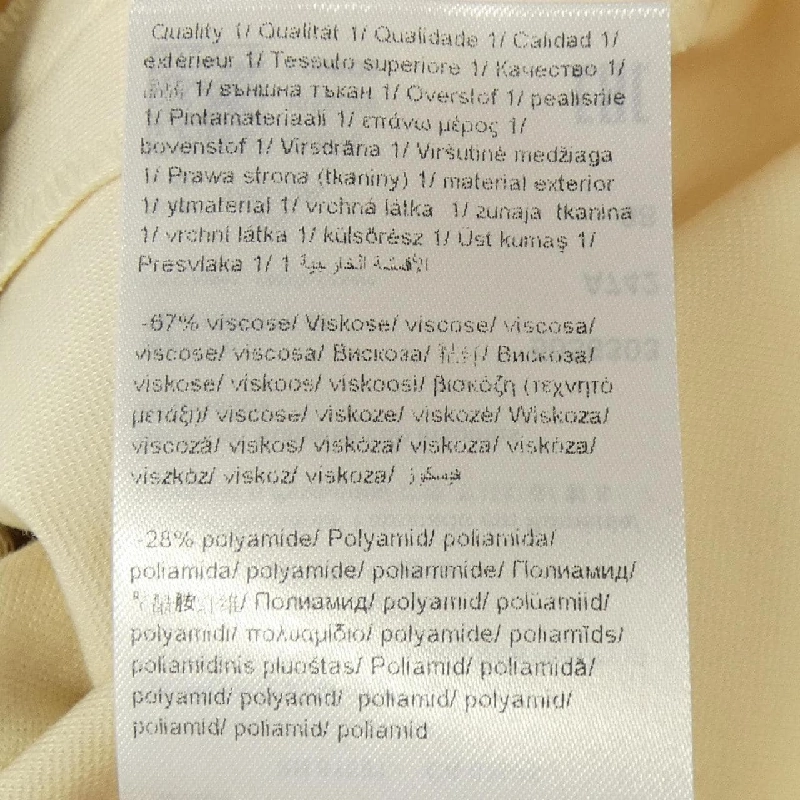 Quality 1/ Qualität 1/ Qualidade 1/ Calidad 1/
extérieur 1/ Tessuto superiore 1/ Качество 1/
1/ външна тъкан 1/ Overstof 1/ pealisriie
1/ Pintamateriaali 1/ επάνω μέρος 1/
bovenstof 1/ Virsdrāna 1/ Viršutinė medžiaga
1/ Prawa strona (tkaniny) 1/ material exterior
1/ ytmaterial 1/ vrchná látka 1/ zunaja tkanina
1/ vrchní látka 1/ külsőrész 1/ Üst kumaş 1/
Presvlaka 1/ 1 الأقمشة الخارجية
-67% viscose/ Viskose/ viscose/ viscosa/
viscose/ viscosa/ Вискоза/ Вискоза/
viskose/ viskoos/ viskoosi/ βισκόζη (τεχνητό
μετάξι)/ viscose/ viskoze/ viskozė/ Wiskoza/
viscoză/ viskos/ viskóza/ viskoza/ viskóza/
viszkóz/ viskoz/ viskoza/ فيسكوز
-28% polyamide/ Polyamid/ poliamida/
poliamida/ polyamide/ poliammide/ Полиамид/
Полиамид/ polyamid/ polüamiid/
polyamidi/ πολυαμίδιο/ polyamide/ poliamīds/
poliamidinis pluoštas/ Poliamid/ poliamidă/
polyamid/ polyamid/ poliamid/ polyamid/
poliamid/ poliamid/ poliamid